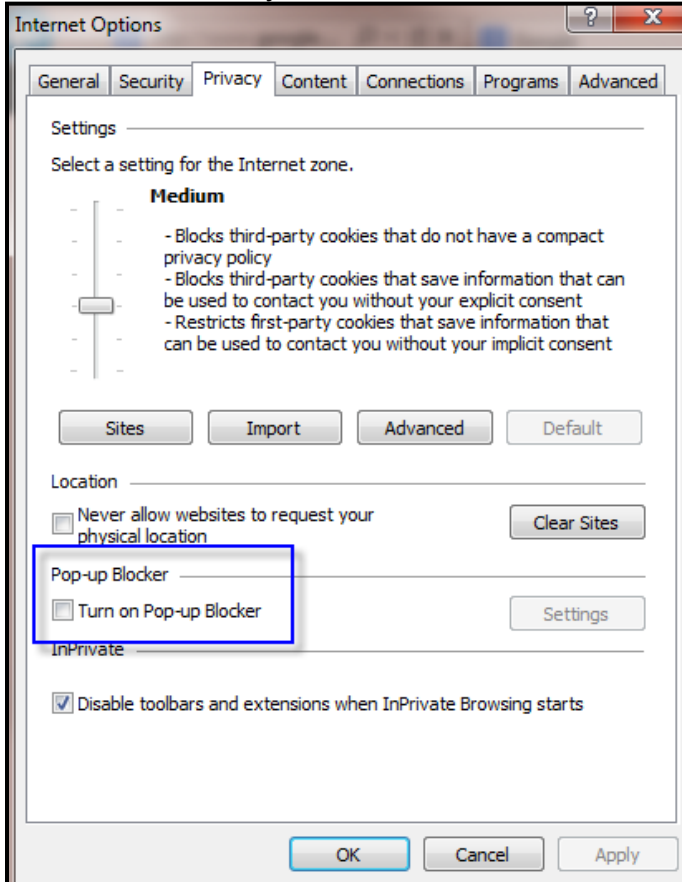 Internet Options
?
X
General Security Privacy Content Connections Programs Advanced
Settings
Select a setting for the Internet zone.
Medium
- Blocks third-party cookies that do not have a compact
privacy policy
- Blocks third-party cookies that save information that can
be used to contact you without your explicit consent
- Restricts first-party cookies that save information that
can be used to contact you without your implicit consent
Sites Import Advanced Default
Location
Never allow websites to request your
physical location
Clear Sites
Pop-up Blocker
Turn on Pop-up Blocker
Settings
InPrivate
Disable toolbars and extensions when InPrivate Browsing starts
OK Cancel Apply